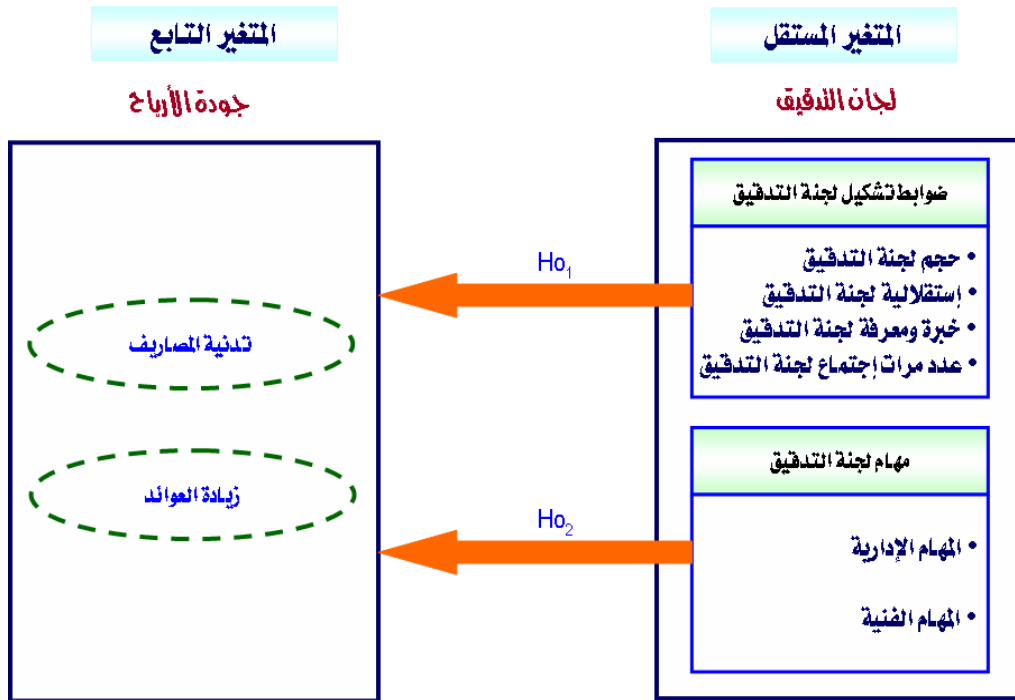 المتغير المستقل
المتغير التابع
لجان التدقيق
جودة الأرباح
ضوابط تشكيل لجنة التدقيق
• حجم لجنة التدقيق
• إستقلالية لجنة التدقيق
• خبرة ومعرفة لجنة التدقيق
• عدد مرات إجتماع لجنة التدقيق
Ho1
تدنية المصاريف
مهام لجنة التدقيق
• المهام الإدارية
• المهام الفنية
Ho2
زيادة العوائد